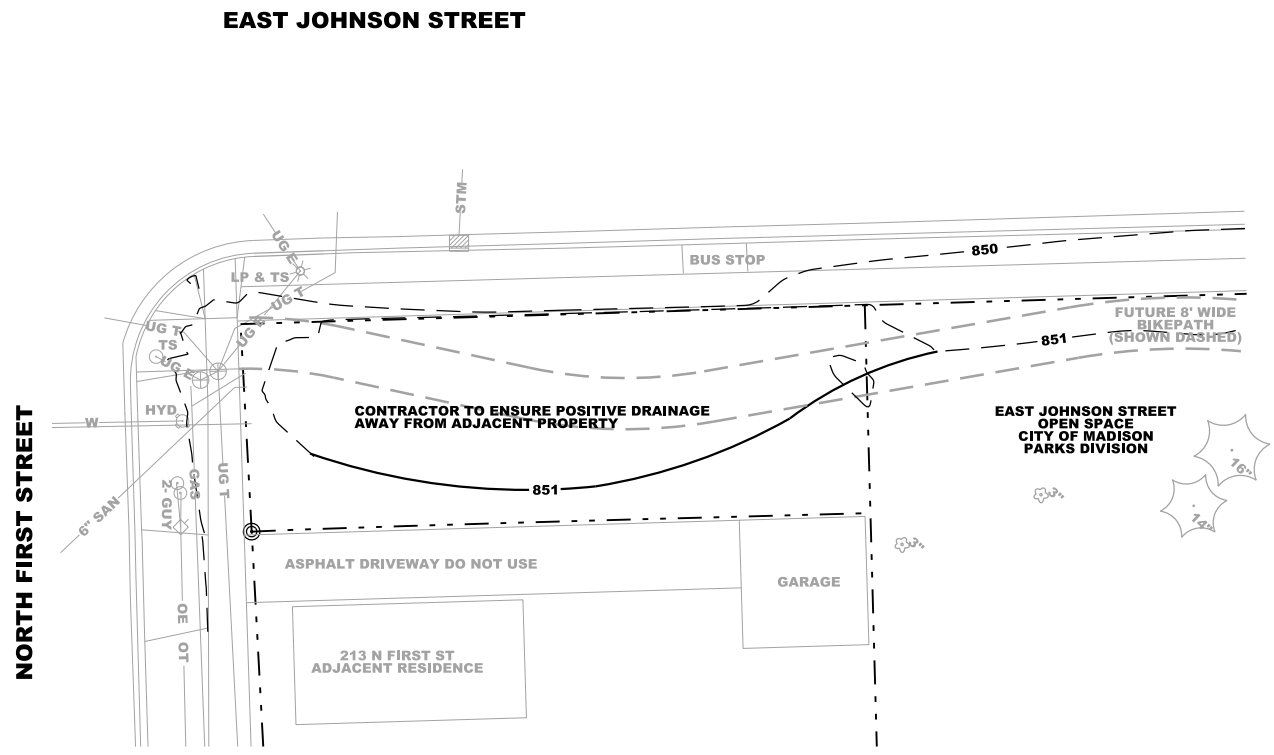 EAST JOHNSON STREET
STM
UG E
850
BUS STOP
LP & TS
UG T
FUTURE 8' WIDE
BIKEPATH
(SHOWN DASHED)
UG T
TS
UG E
851
HYD
W
CONTRACTOR TO ENSURE POSITIVE DRAINAGE
AWAY FROM ADJACENT PROPERTY
EAST JOHNSON STREET
OPEN SPACE
CITY OF MADISON
PARKS DIVISION
NORTH FIRST STREET
6" SAN
2- GUY
GAS
UG T
851
16"
3"
14"
3"
ASPHALT DRIVEWAY DO NOT USE
GARAGE
OE
OT
213 N FIRST ST
ADJACENT RESIDENCE